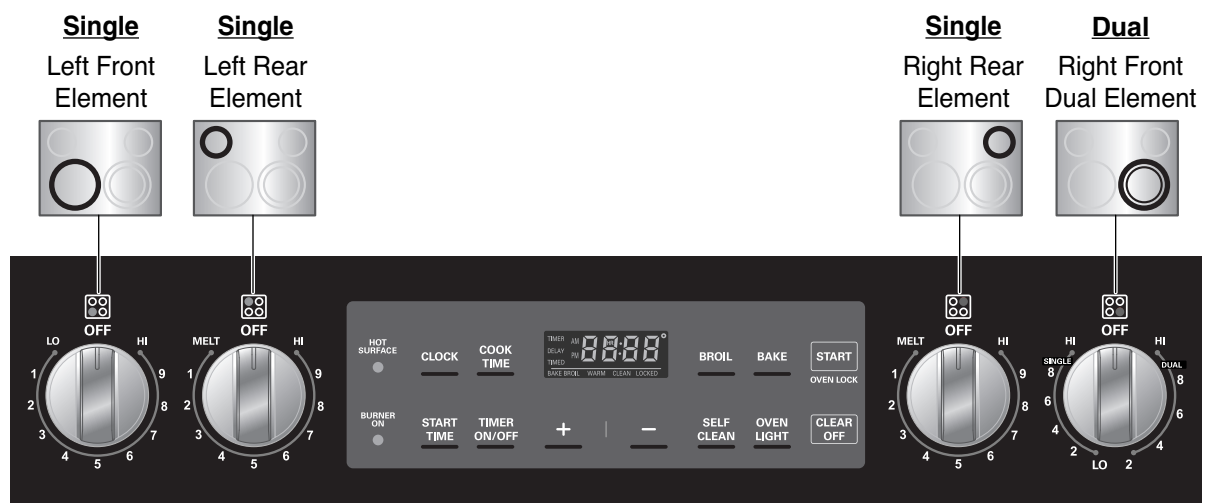 Single
Left Front
Element
Single
Left Rear
Element
Single
Right Rear
Element
Dual
Right Front
Dual Element
OFF
LO
HI
1
2
3
4
5
6
7
8
9
OFF
MELT
HI
1
2
3
4
5
6
7
8
9
HOT
SURFACE
CLOCK
COOK
TIME
TIMER
DELAY
TIMED
AM
PM
HR
88:88°
BAKE BROIL WARM CLEAN LOCKED
BROIL
BAKE
START
OVEN LOCK
BURNER
ON
START
TIME
TIMER
ON/OFF
+
|
–
SELF
CLEAN
OVEN
LIGHT
CLEAR
OFF
OFF
MELT
HI
1
2
3
4
5
6
7
8
9
OFF
HI
HI
SINGLE
DUAL
8
6
4
2
LO
2
4
6
8